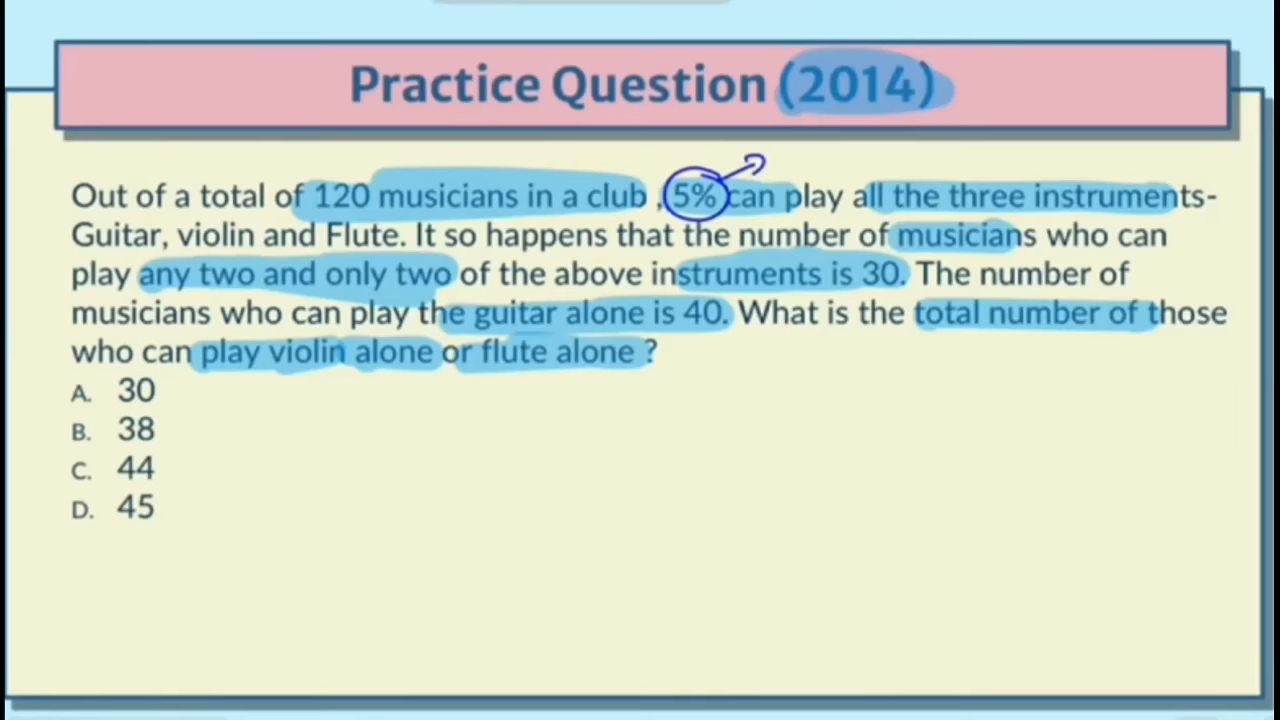 Practice Question (2014)
Out of a total of 120 musicians in a club , 5% can play all the three instruments-
Guitar, violin and Flute. It so happens that the number of musicians who can
play any two and only two of the above instruments is 30. The number of
musicians who can play the guitar alone is 40. What is the total number of those
who can play violin alone or flute alone ?
A. 30
B. 38
C. 44
D. 45